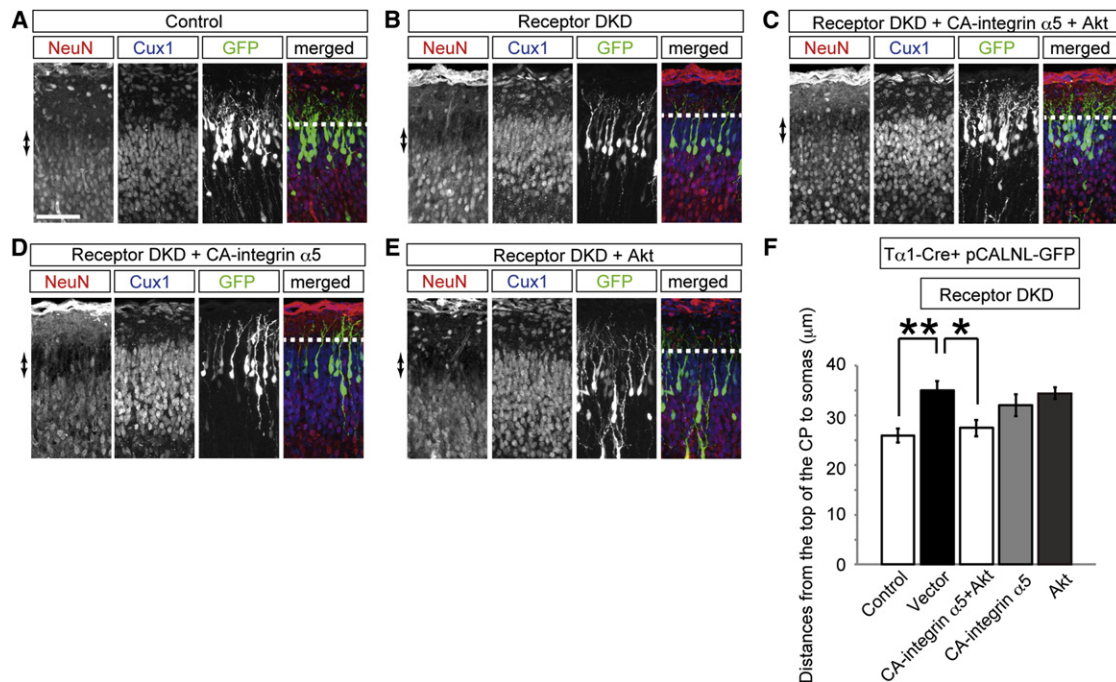 A
Control
NeuN Cux1 GFP merged
B
Receptor DKD
NeuN Cux1 GFP merged
C
Receptor DKD + CA-integrin α5 + Akt
NeuN Cux1 GFP merged
D
Receptor DKD + CA-integrin α5
NeuN Cux1 GFP merged
E
Receptor DKD + Akt
NeuN Cux1 GFP merged
F
Tα1-Cre+ pCALNL-GFP
Receptor DKD
** *
Distances from the top of the CP to somas (μm)
40
30
20
10
0
Control
Vector
CA-integrin α5+Akt
CA-integrin α5
Akt